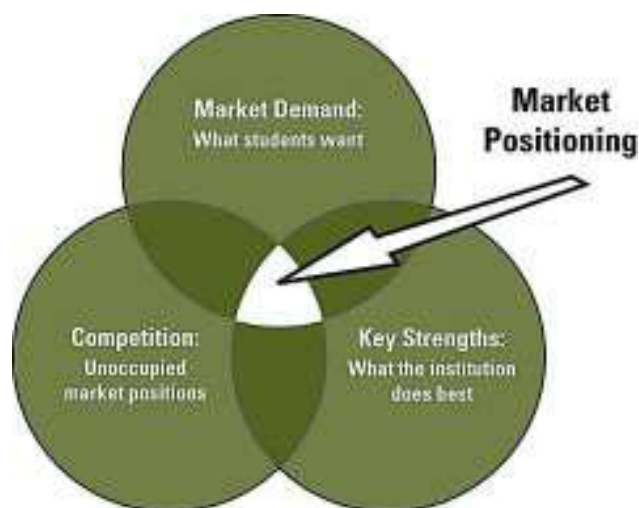 Market Demand:
What students want
Market
Positioning
Competition:
Unoccupied
market positions
Key Strengths:
What the institution
does best